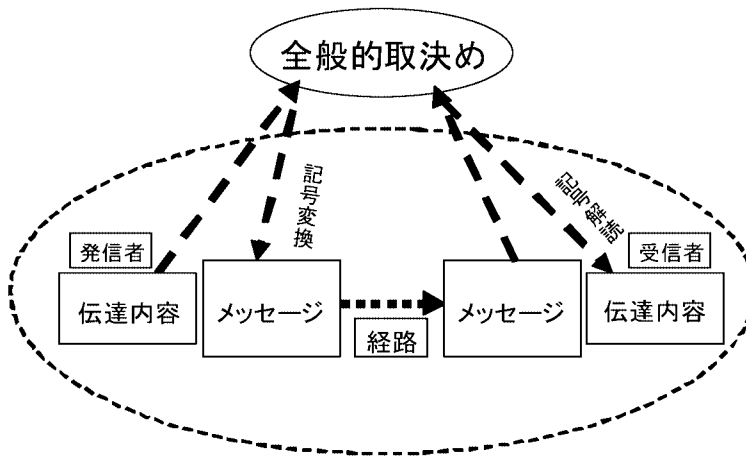 全般的取決め
記号変換
記号解読
発信者
受信者
伝達内容
メッセージ
メッセージ
伝達内容
経路